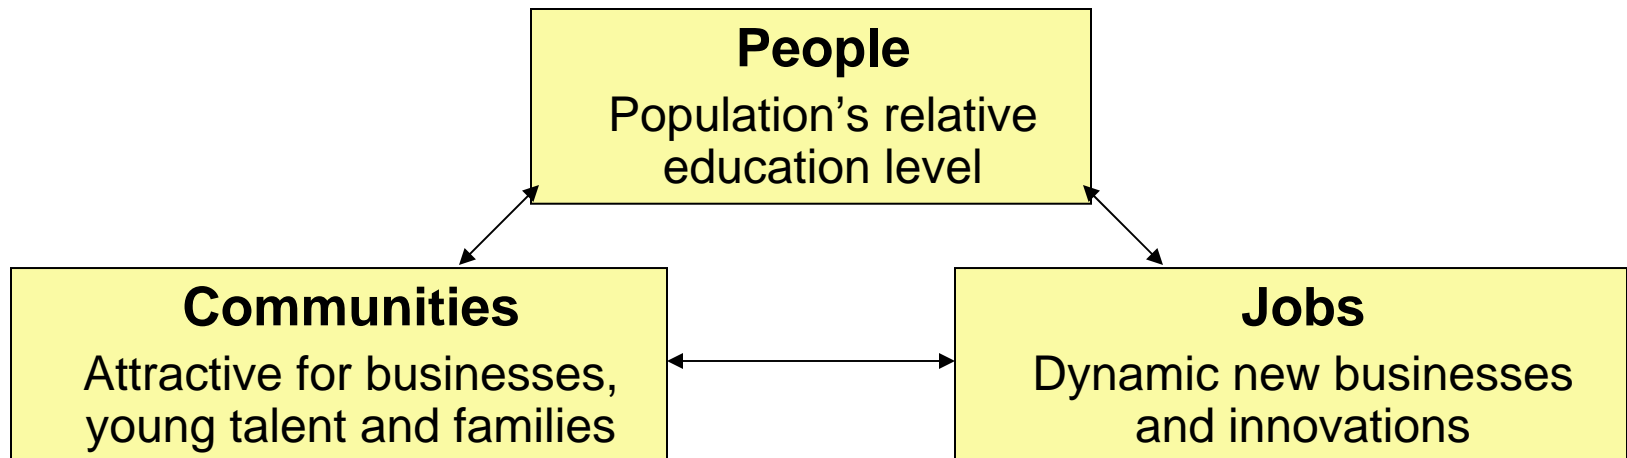 People
Population’s relative
education level
Communities
Attractive for businesses,
young talent and families
Jobs
Dynamic new businesses
and innovations